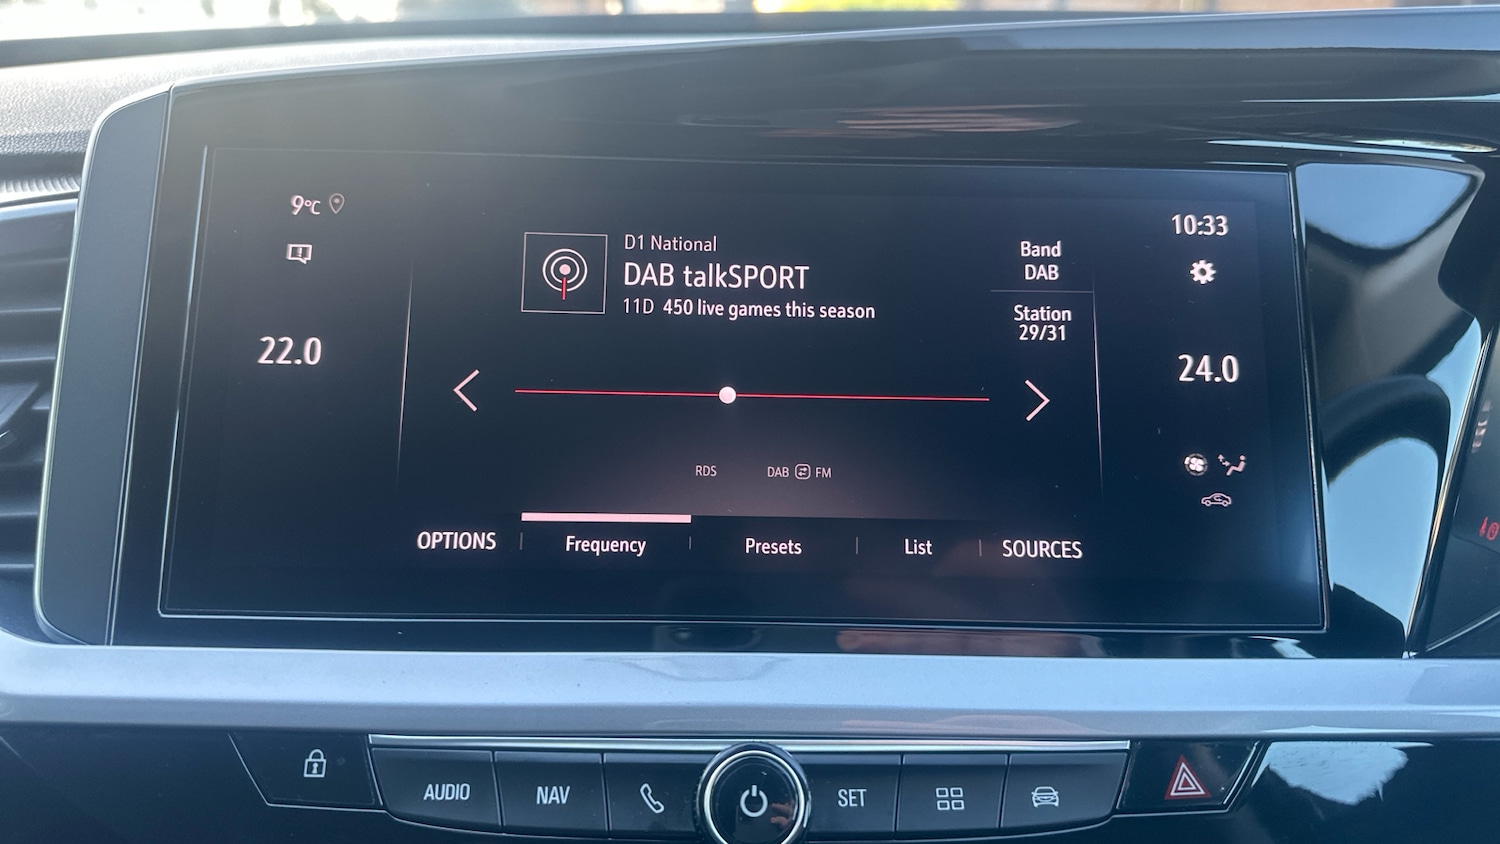 9°C
22.0
D1 National
DAB talkSPORT
11D 450 live games this season
Band
DAB
Station
29/31
10:33
24.0
RDS DAB FM
OPTIONS Frequency Presets List SOURCES
AUDIO NAV SET